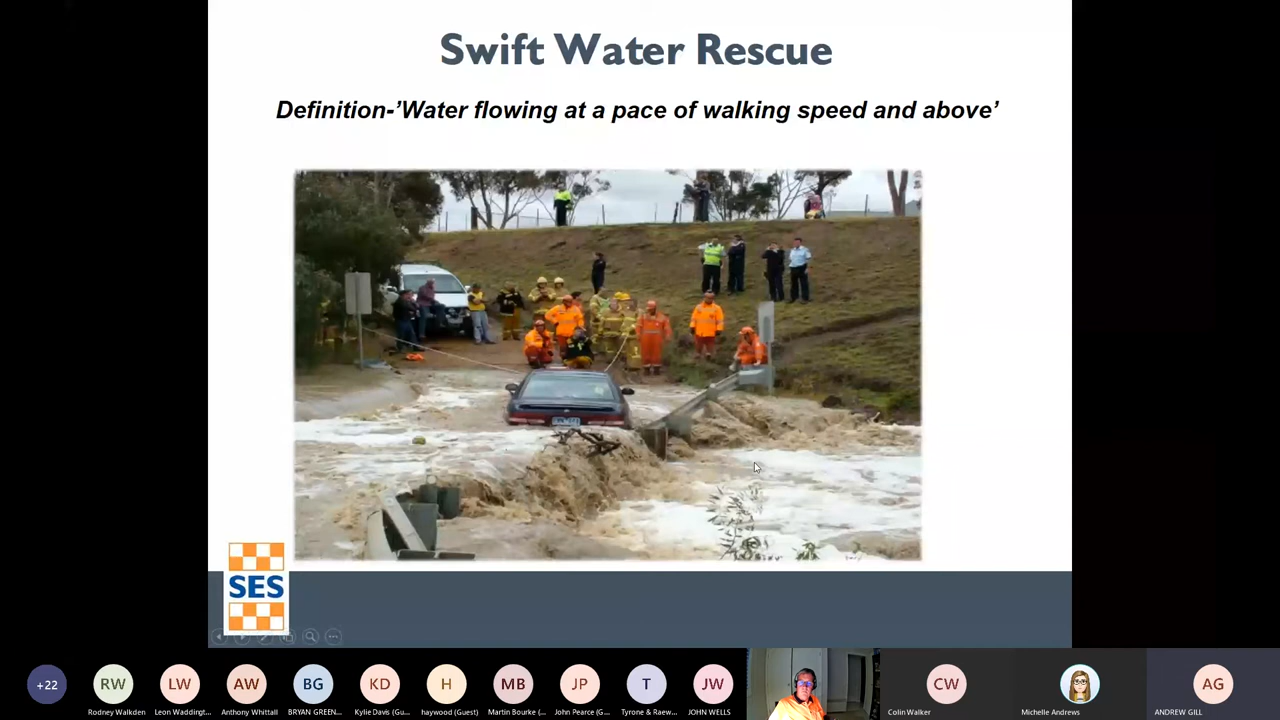 Swift Water Rescue
Definition-’Water flowing at a pace of walking speed and above’
SES
+22
RW
LW
AW
BG
KD
H
MB
JP
T
JW
CW
AG
Rodney Walkden
Leon Waddingt...
Anthony Whittall
BRYAN GREEN...
Kylie Davis (Gu...
haywood (Guest)
Martin Bourke (...
John Pearce (G...
Tyrone & Raew...
JOHN WELLS
Colin Walker
Michelle Andrews
ANDREW GILL